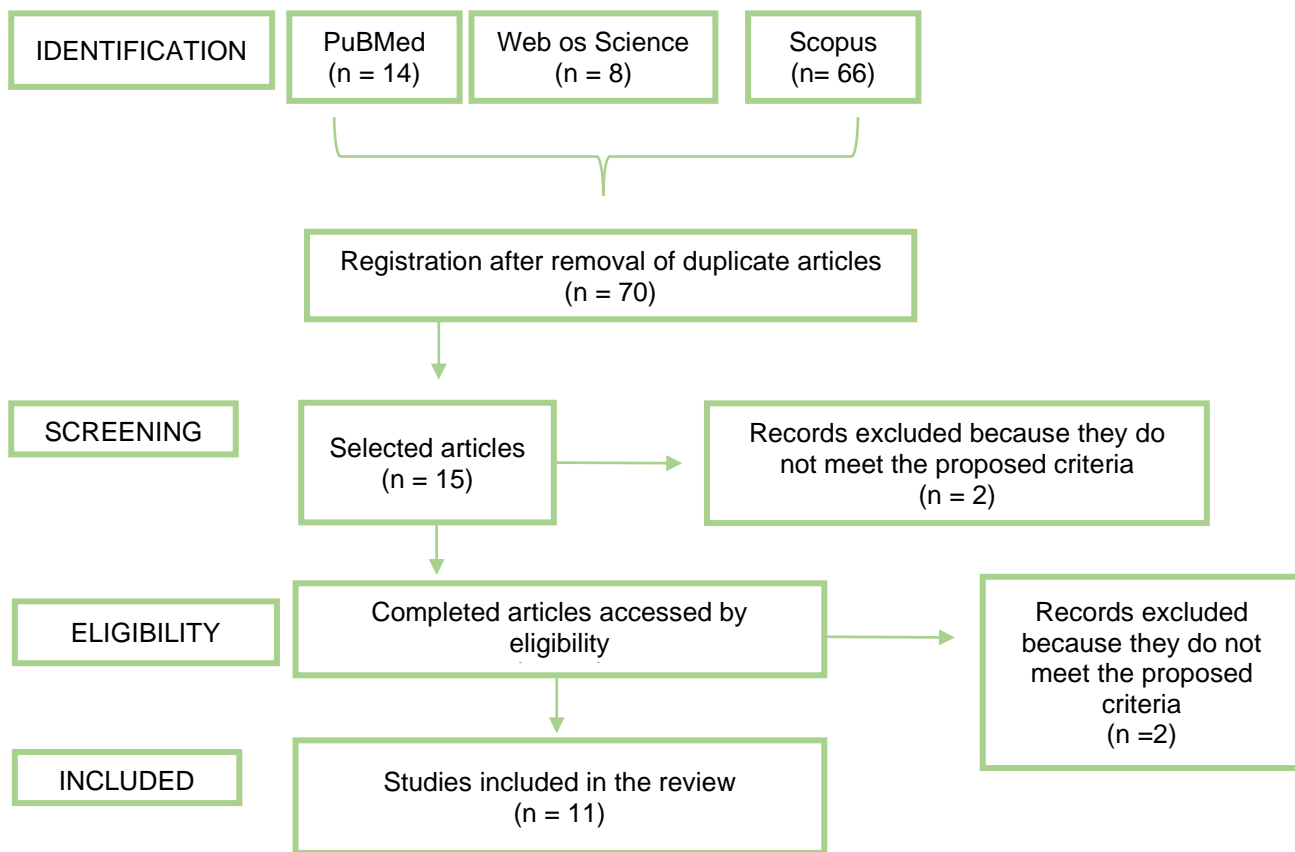 IDENTIFICATION
PuBMed
(n = 14)
Web os Science
(n = 8)
Scopus
(n= 66)
Registration after removal of duplicate articles
(n = 70)
SCREENING
Selected articles
(n = 15)
Records excluded because they do
not meet the proposed criteria
(n = 2)
ELIGIBILITY
Completed articles accessed by
eligibility
Records excluded
because they do not
meet the proposed
criteria
(n =2)
INCLUDED
Studies included in the review
(n = 11)